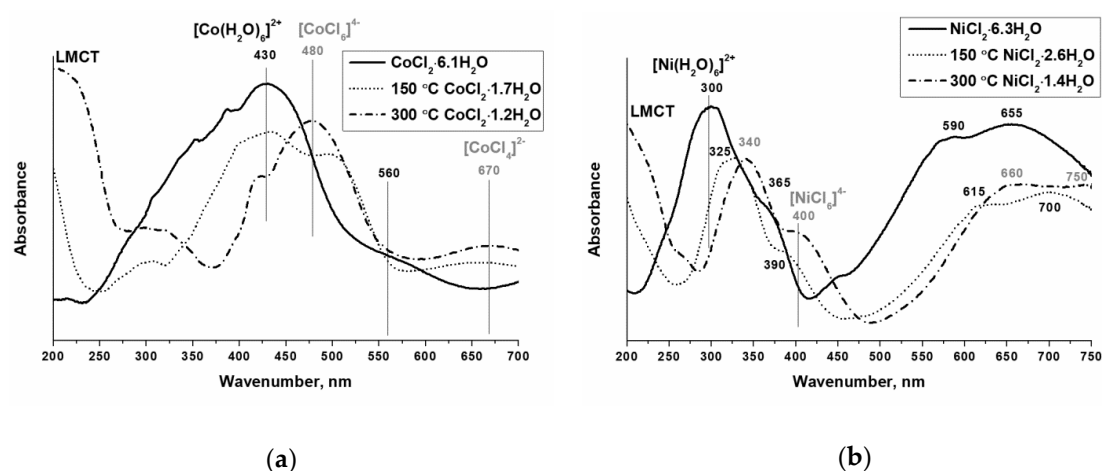 [Co(H₂O)₆]²⁺
[CoCl₆]⁴⁻
LMCT
430
480
CoCl₂·6.1H₂O
150 °C CoCl₂·1.7H₂O
300 °C CoCl₂·1.2H₂O
[CoCl₄]²⁻
560
670
Absorbance
200 250 300 350 400 450 500 550 600 650 700
Wavenumber, nm
(a)
NiCl₂·6.3H₂O
150 °C NiCl₂·2.6H₂O
300 °C NiCl₂·1.4H₂O
[Ni(H₂O)₆]²⁺
LMCT
300
655
590
325
340
365
660
750
[NiCl₆]⁴⁻
400
615
700
390
Absorbance
200 250 300 350 400 450 500 550 600 650 700 750
Wavenumber, nm
(b)